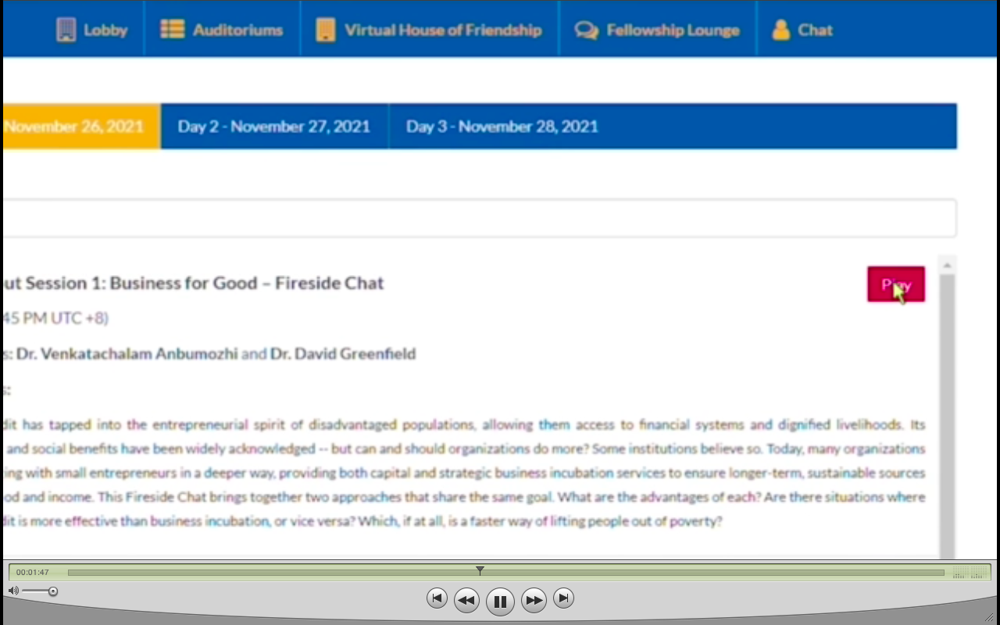 Lobby
Auditoriums
Virtual House of Friendship
Fellowship Lounge
Chat
November 26, 2021
Day 2 - November 27, 2021
Day 3 - November 28, 2021
ut Session 1: Business for Good – Fireside Chat
Play
45 PM UTC +8)
s: Dr. Venkatachalam Anbumozhi and Dr. David Greenfield
s:
dit has tapped into the entrepreneurial spirit of disadvantaged populations, allowing them access to financial systems and dignified livelihoods. Its
and social benefits have been widely acknowledged -- but can and should organizations do more? Some institutions believe so. Today, many organizations
ing with small entrepreneurs in a deeper way, providing both capital and strategic business incubation services to ensure longer-term, sustainable sources
od and income. This Fireside Chat brings together two approaches that share the same goal. What are the advantages of each? Are there situations where
dit is more effective than business incubation, or vice versa? Which, if at all, is a faster way of lifting people out of poverty?
00:01:47